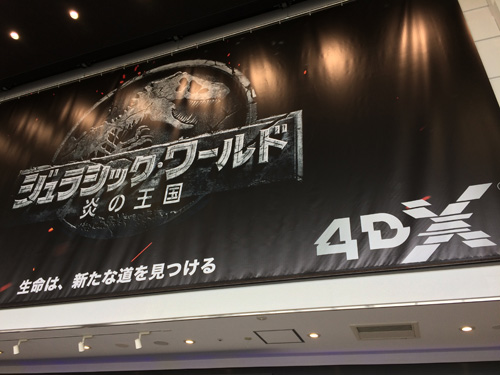 ジュラシック・ワールド
炎の王国
生命は、新たな道を見つける
4DX